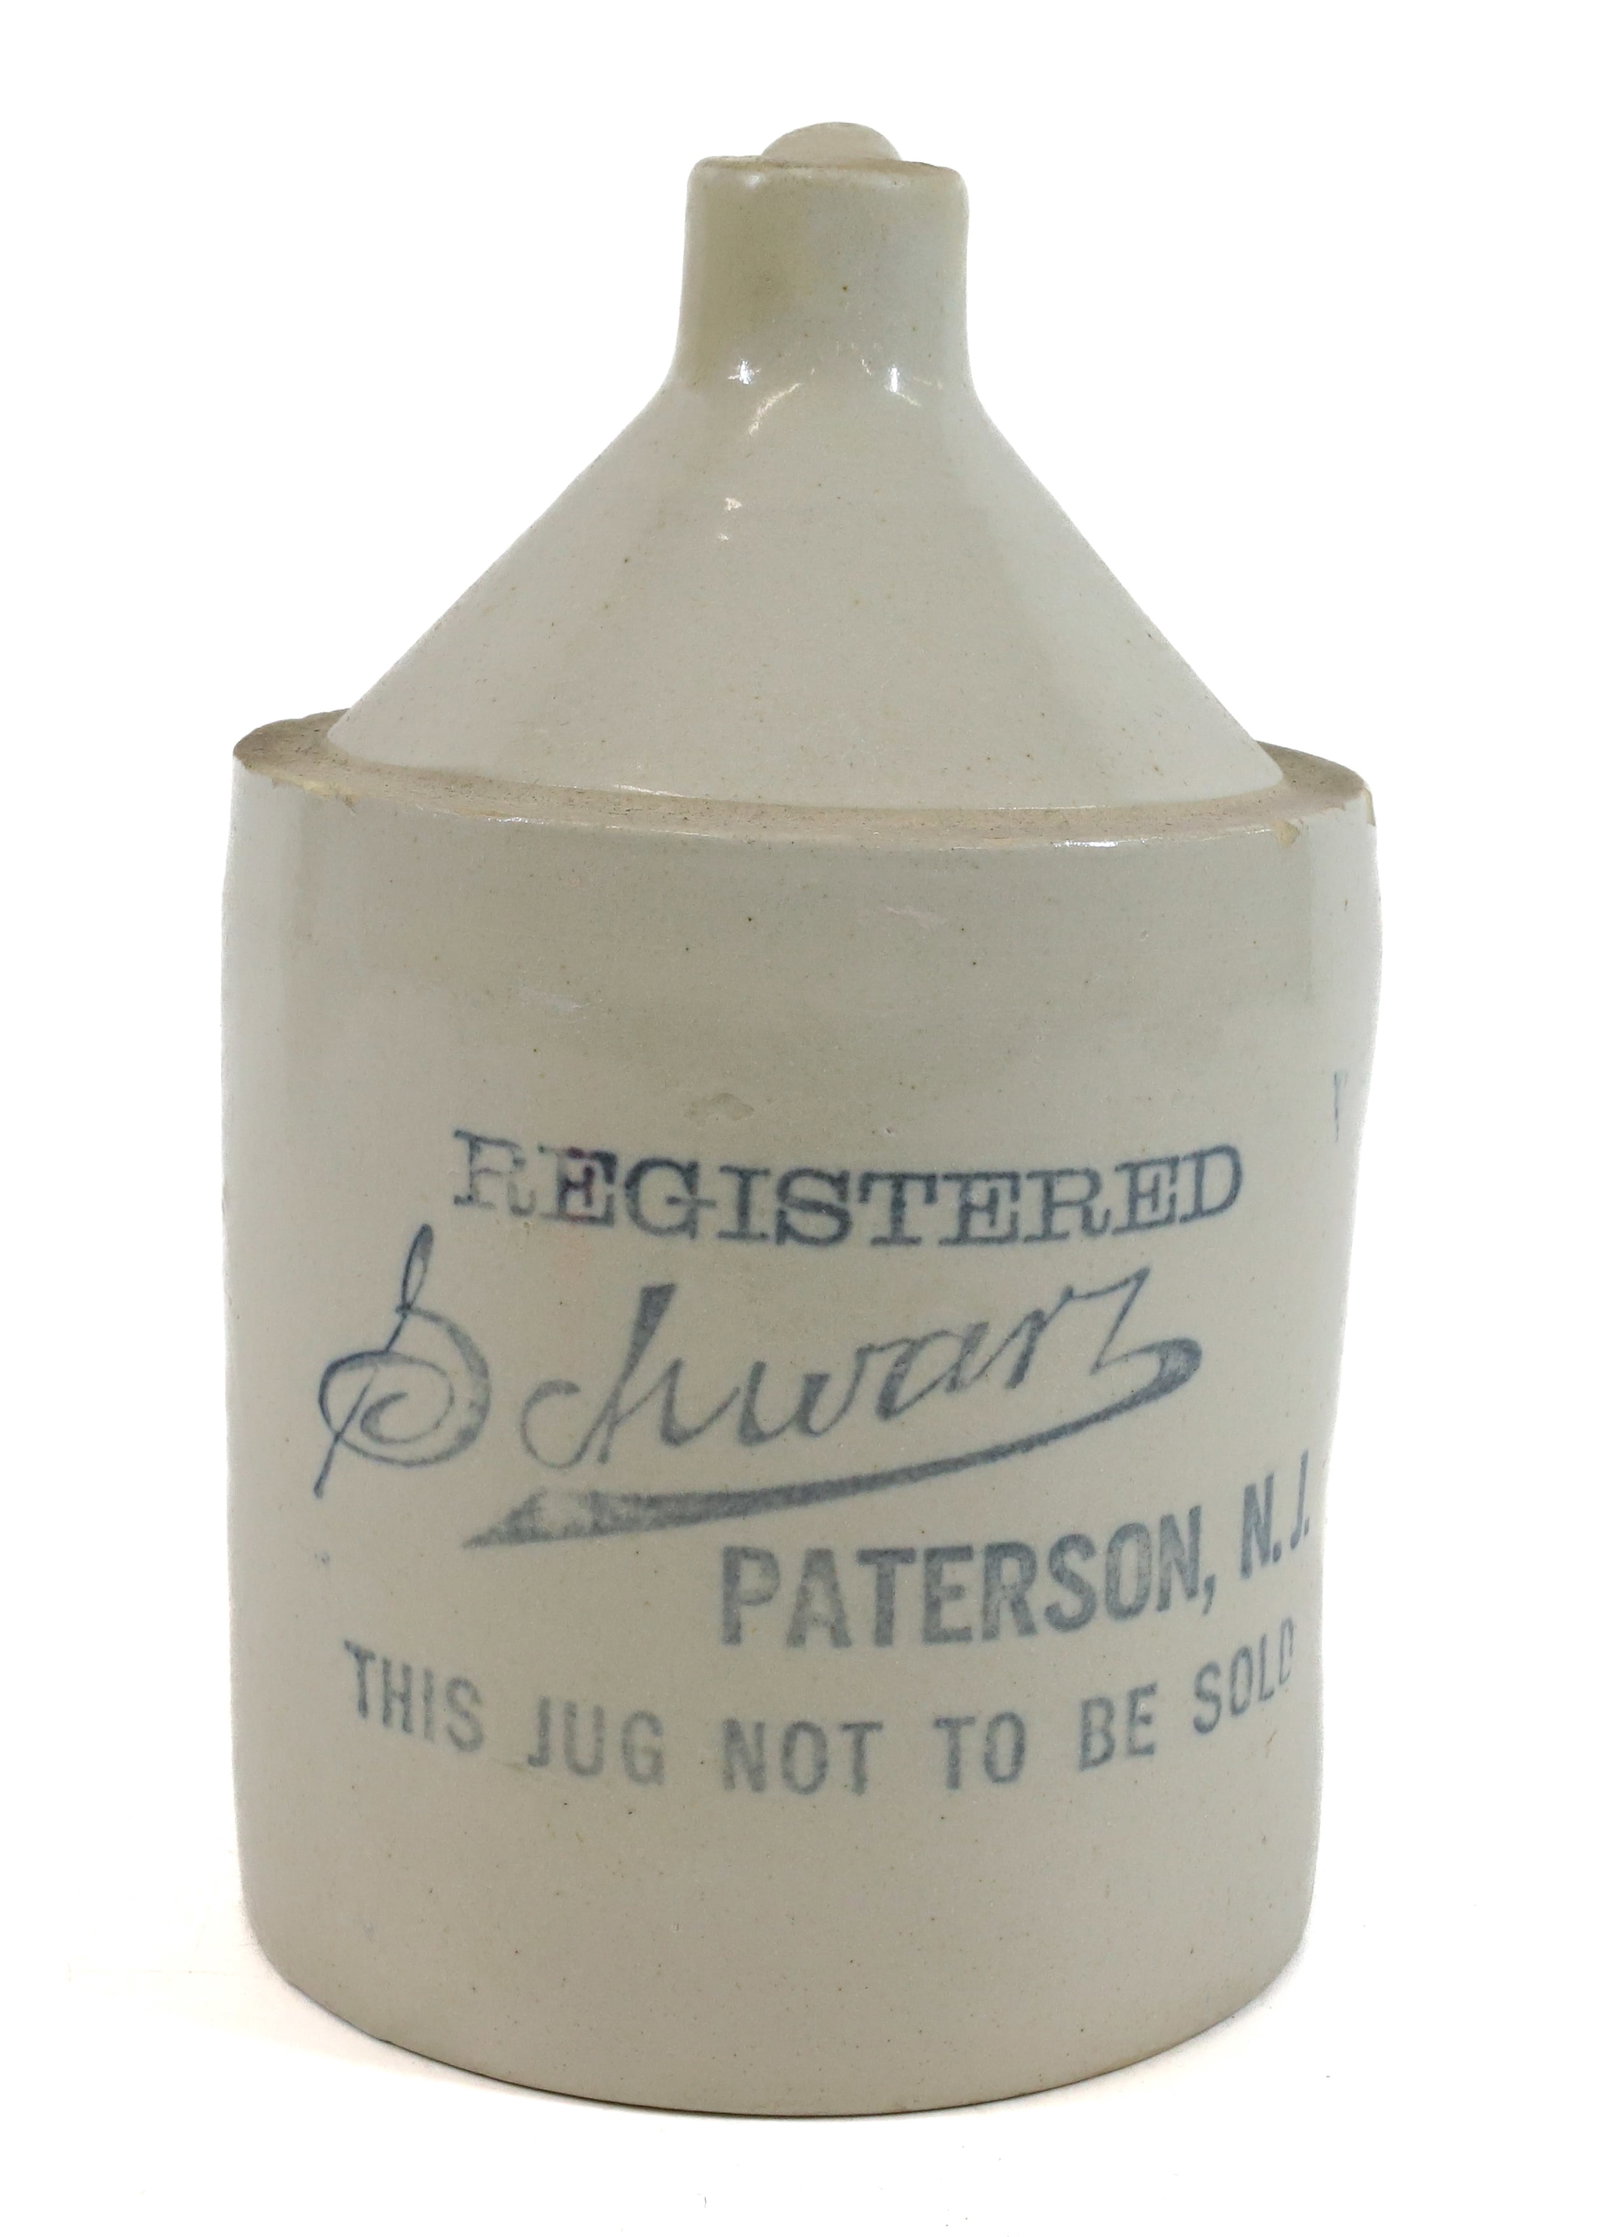 REGISTERED
Schwarz
PATERSON, N.J.
THIS JUG NOT TO BE SOLD